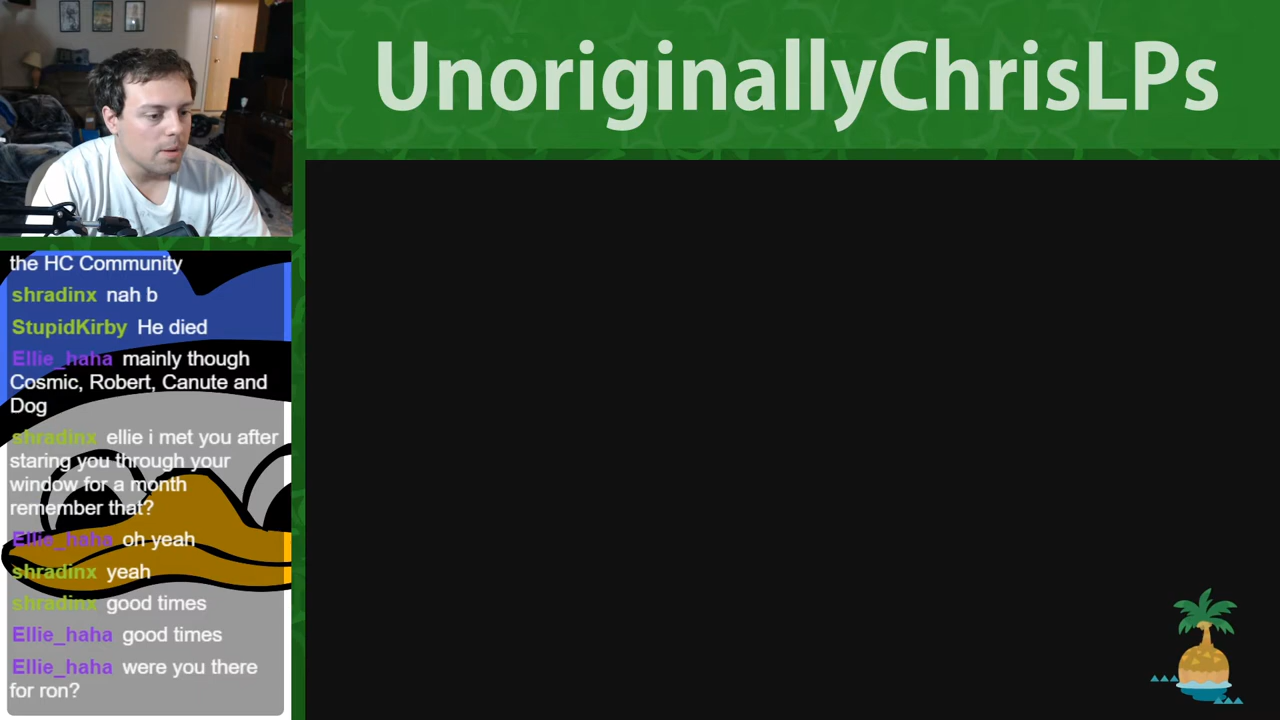 UnoriginallyChrisLPs
the HC Community
shradinx nah b
StupidKirby He died
Ellie_haha mainly though
Cosmic, Robert, Canute and
Dog
shradinx ellie i met you after
staring you through your
window for a month
remember that?
Ellie_haha oh yeah
shradinx yeah
shradinx good times
Ellie_haha good times
Ellie_haha were you there
for ron?